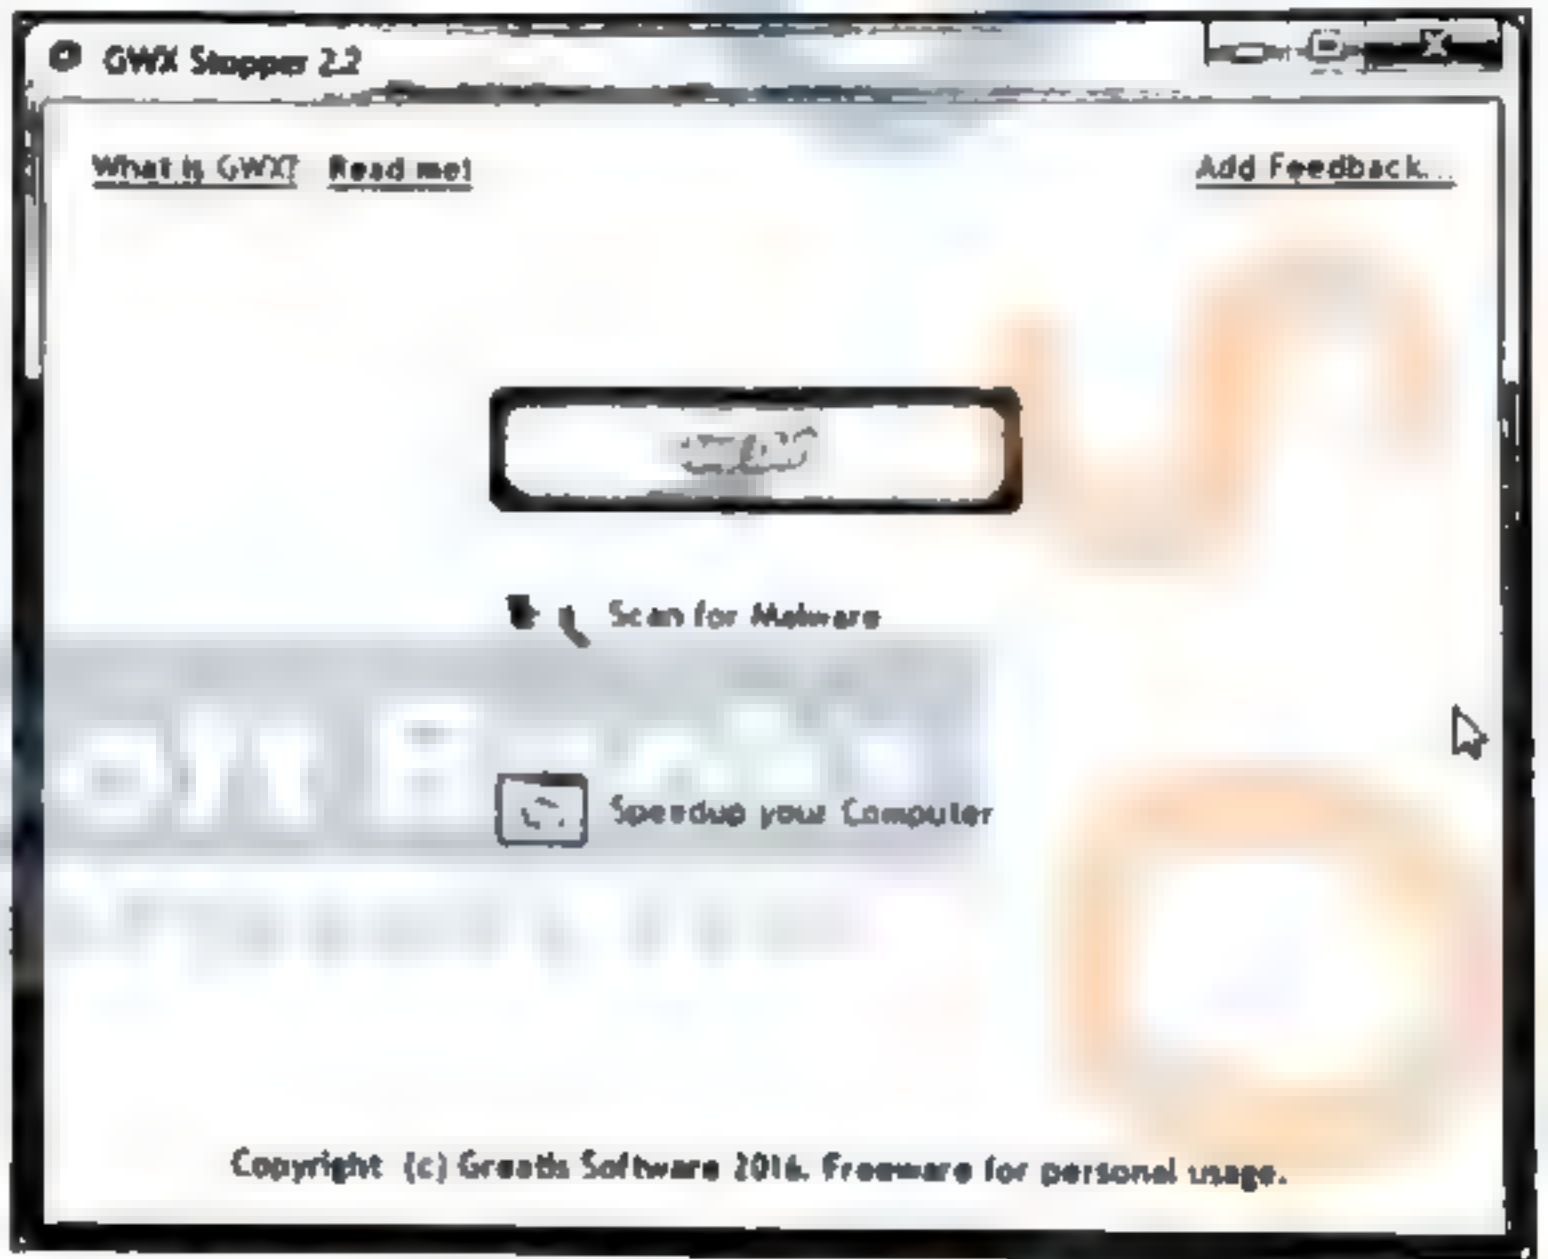 GWX Stopper 2.2
What is GWX? Read me! Add Feedback...
Scan for Malware
Speedup your Computer
Copyright (c) Greatis Software 2016. Freeware for personal usage.